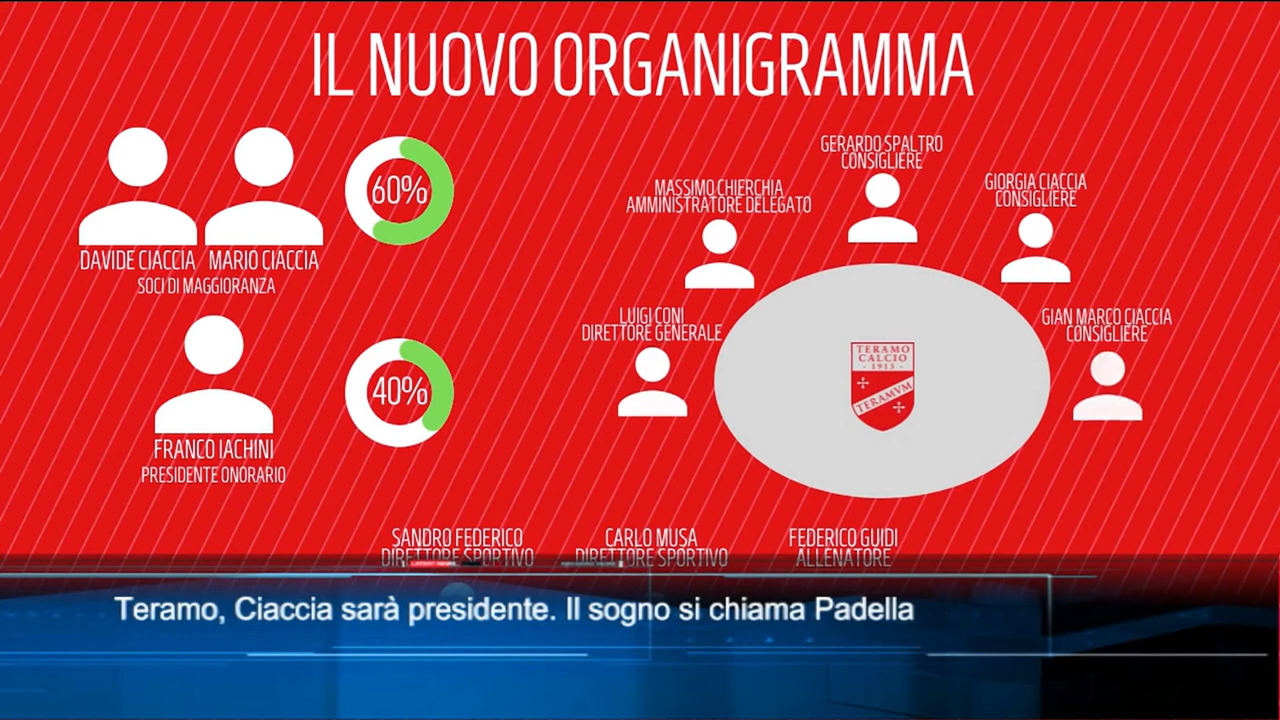 IL NUOVO ORGANIGRAMMA
60%
DAVIDE CIACCIA MARIO CIACCIA
SOCI DI MAGGIORANZA
40%
FRANCO IACHINI
PRESIDENTE ONORARIO
GERARDO SPALTRO
CONSIGLIERE
MASSIMO CHIERCHIA
AMMINISTRATORE DELEGATO
GIORGIA CIACCIA
CONSIGLIERE
LUIGI CONI
DIRETTORE GENERALE
GIAN MARCO CIACCIA
CONSIGLIERE
TERAMO
CALCIO
- 1913 -
TERAMVM
SANDRO FEDERICO
DIRETTORE SPORTIVO
CARLO MUSA
DIRETTORE SPORTIVO
FEDERICO GUIDI
ALLENATORE
LATEST NEWS
Teramo, Ciaccia sarà presidente. Il sogno si chiama Padella